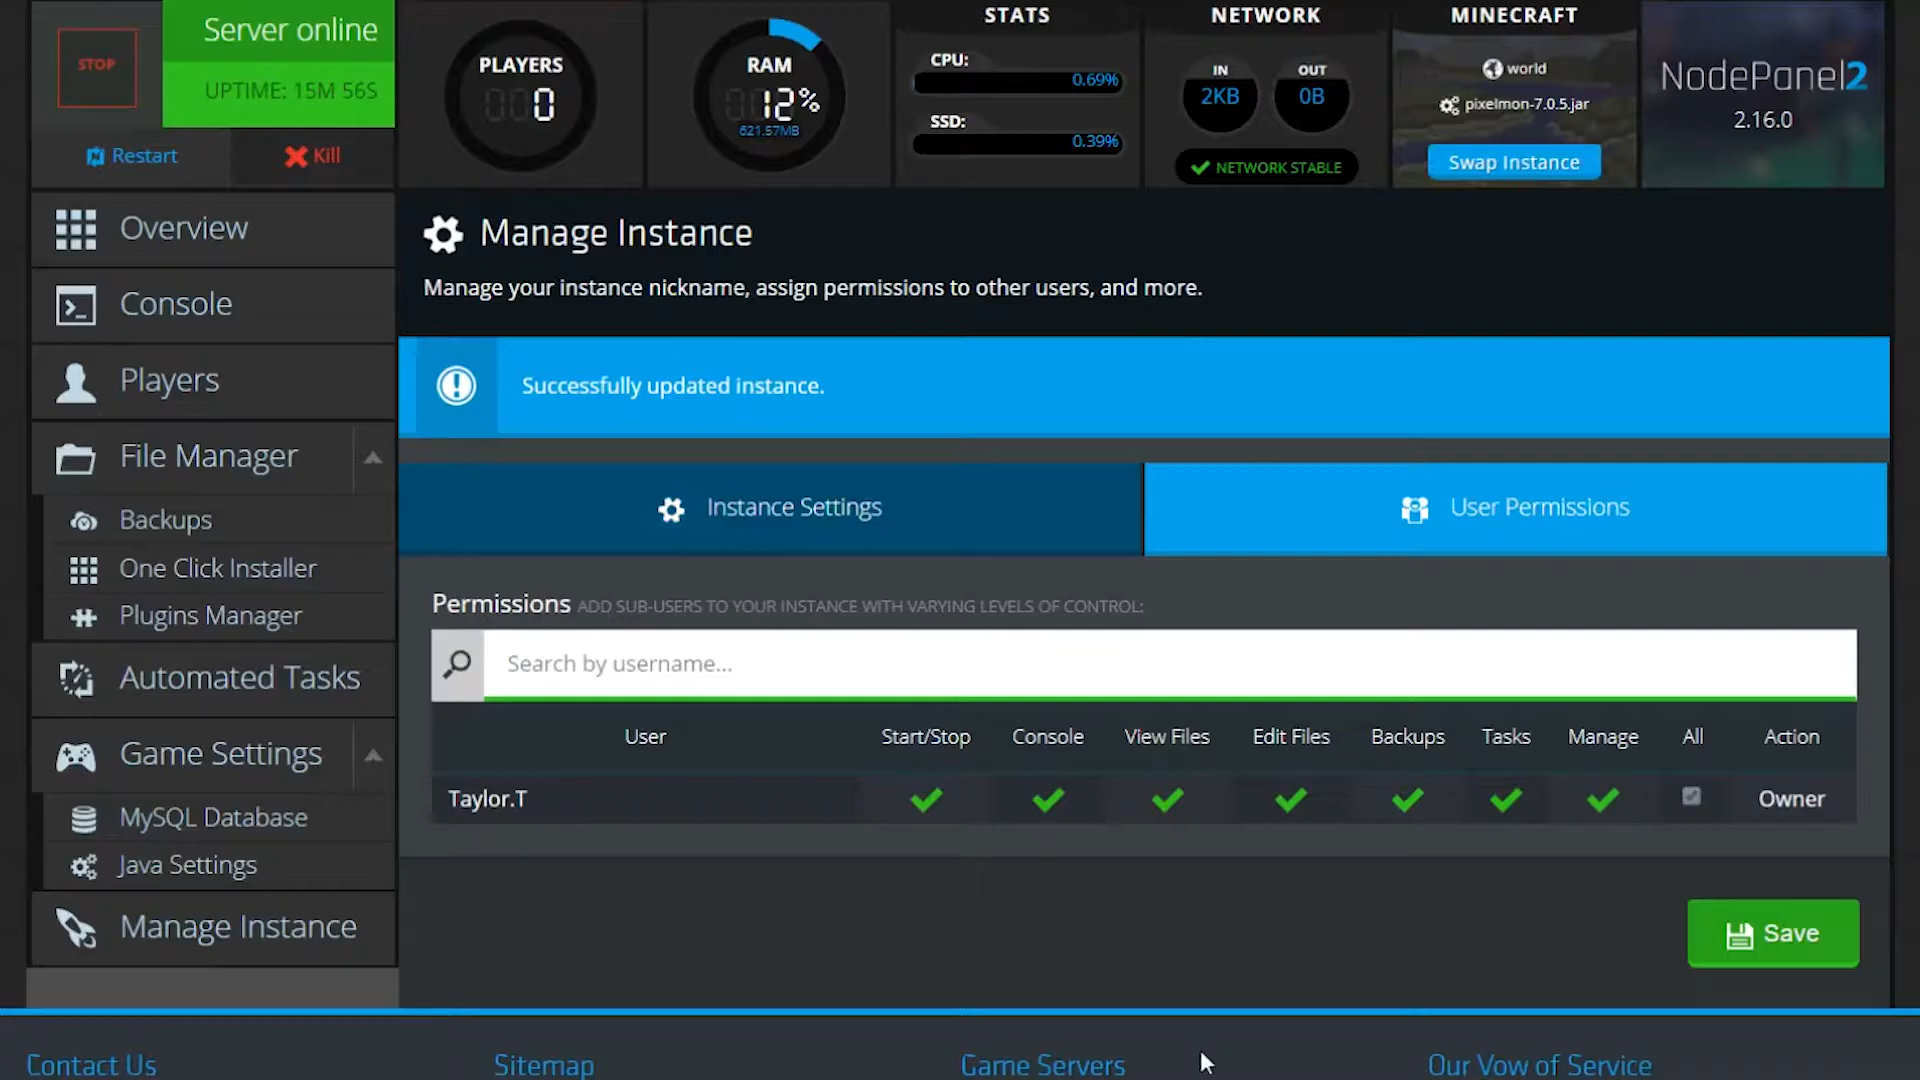 STOP
Server online
UPTIME: 15M 56S
Restart
Kill
PLAYERS
0
RAM
12%
621.57MB
STATS
CPU:
0.69%
SSD:
0.39%
NETWORK
IN
OUT
2KB
0B
NETWORK STABLE
MINECRAFT
world
pixelmon-7.0.5.jar
Swap Instance
NodePanel2
2.16.0
Overview
Console
Players
File Manager
Backups
One Click Installer
Plugins Manager
Automated Tasks
Game Settings
MySQL Database
Java Settings
Manage Instance
Manage Instance
Manage your instance nickname, assign permissions to other users, and more.
Successfully updated instance.
Instance Settings
User Permissions
Permissions ADD SUB-USERS TO YOUR INSTANCE WITH VARYING LEVELS OF CONTROL:
Search by username...
User Start/Stop Console View Files Edit Files Backups Tasks Manage All Action
Taylor.T Owner
Save
Contact Us
Sitemap
Game Servers
Our Vow of Service